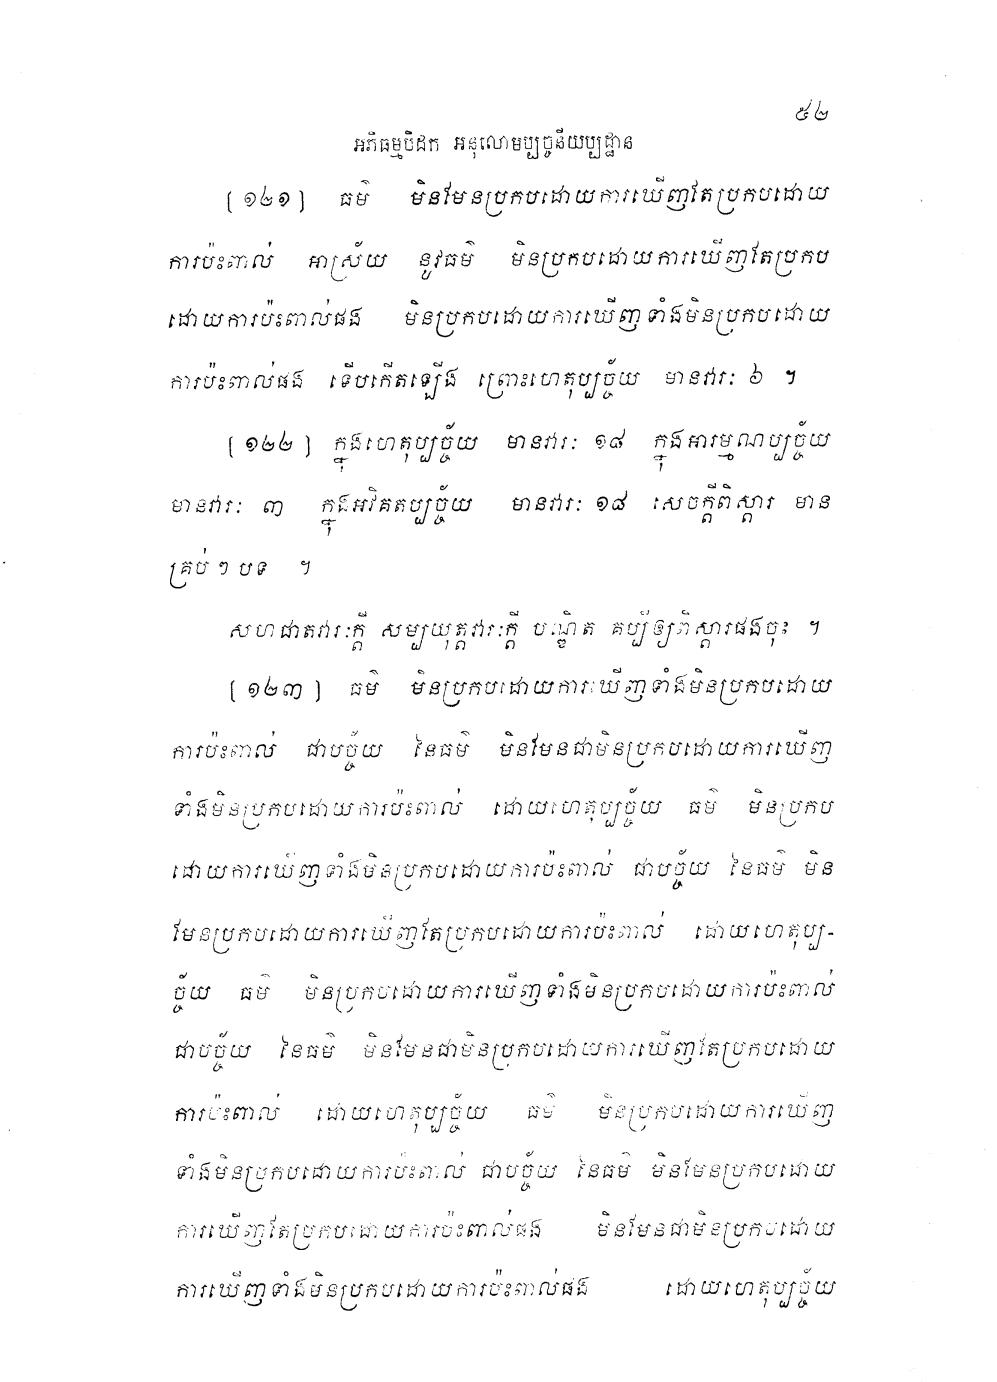 ៥២
អភិធម្មបិដក អនុលោមប្បច្ចនីយប្បដ្ឋាន
[១២១] ធម៌ មិនមែនប្រកបដោយការឃើញតែប្រកបដោយ
ការប៉ះពាល់ អាស្រ័យ នូវធម៌ មិនប្រកបដោយការឃើញតែប្រកប
ដោយការប៉ះពាល់ផង មិនប្រកបដោយការឃើញទាំងមិនប្រកបដោយ
ការប៉ះពាល់ផង ទើបកើតឡើង ព្រោះហេតុប្បច្ច័យ មានវារៈ ៦ ។
[១២២] ក្នុងហេតុប្បច្ច័យ មានវារៈ ១៨ ក្នុងអារម្មណប្បច្ច័យ
មានវារៈ ៣ ក្នុងអវិគតប្បច្ច័យ មានវារៈ ១៨ សេចក្តីពិស្តារ មាន
គ្រប់ ៗ បទ ។
សហជាតវារៈក្តី សម្បយុត្តវារៈក្តី បណ្ឌិត គប្បីឲ្យពិស្តារផងចុះ ។
[១២៣] ធម៌ មិនប្រកបដោយការឃើញទាំងមិនប្រកបដោយ
ការប៉ះពាល់ ជាបច្ច័យ នៃធម៌ មិនមែនជាមិនប្រកបដោយការឃើញ
ទាំងមិនប្រកបដោយការប៉ះពាល់ ដោយហេតុប្បច្ច័យ ធម៌ មិនប្រកប
ដោយការឃើញទាំងមិនប្រកបដោយការប៉ះពាល់ ជាបច្ច័យ នៃធម៌ មិន
មែនប្រកបដោយការឃើញតែប្រកបដោយការប៉ះពាល់ ដោយហេតុប្ប-
ច្ច័យ ធម៌ មិនប្រកបដោយការឃើញទាំងមិនប្រកបដោយការប៉ះពាល់
ជាបច្ច័យ នៃធម៌ មិនមែនជាមិនប្រកបដោយការឃើញតែប្រកបដោយ
ការប៉ះពាល់ ដោយហេតុប្បច្ច័យ ធម៌ មិនប្រកបដោយការឃើញ
ទាំងមិនប្រកបដោយការប៉ះពាល់ ជាបច្ច័យ នៃធម៌ មិនមែនប្រកបដោយ
ការឃើញតែប្រកបដោយការប៉ះពាល់ផង មិនមែនជាមិនប្រកបដោយ
ការឃើញទាំងមិនប្រកបដោយការប៉ះពាល់ផង ដោយហេតុប្បច្ច័យ